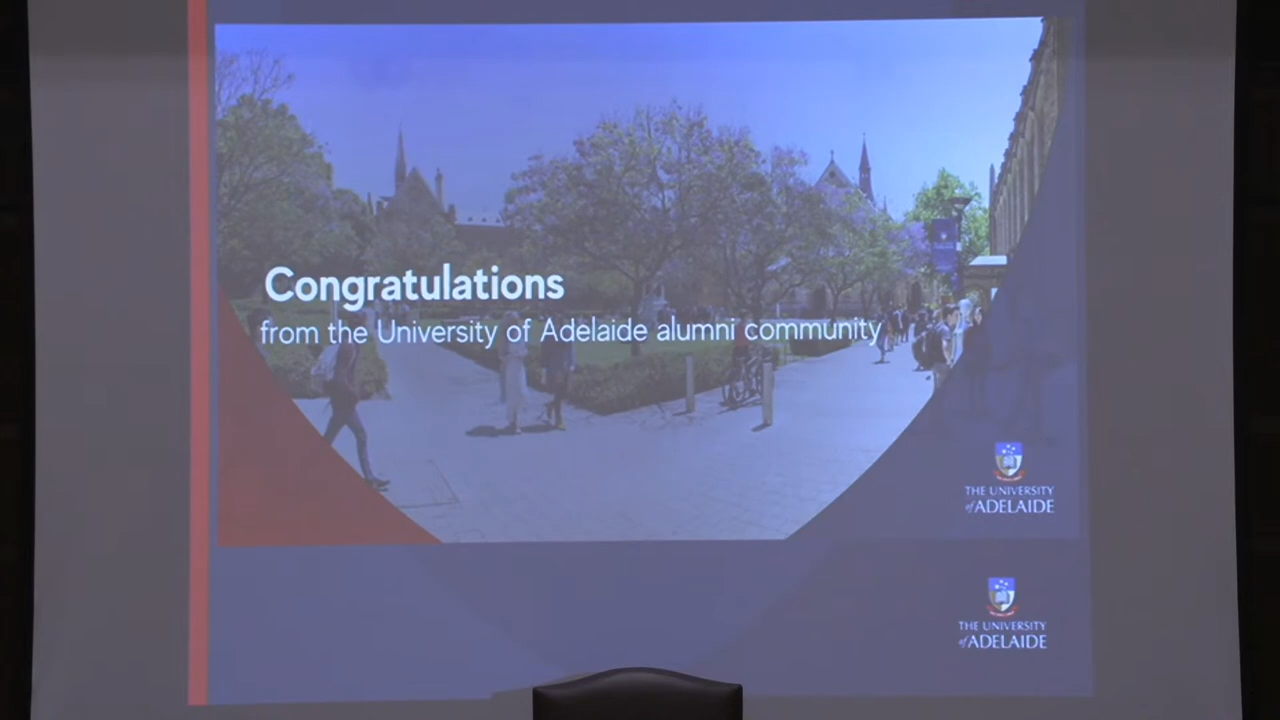 Congratulations
from the University of Adelaide alumni community
THE UNIVERSITY
of ADELAIDE
THE UNIVERSITY
of ADELAIDE